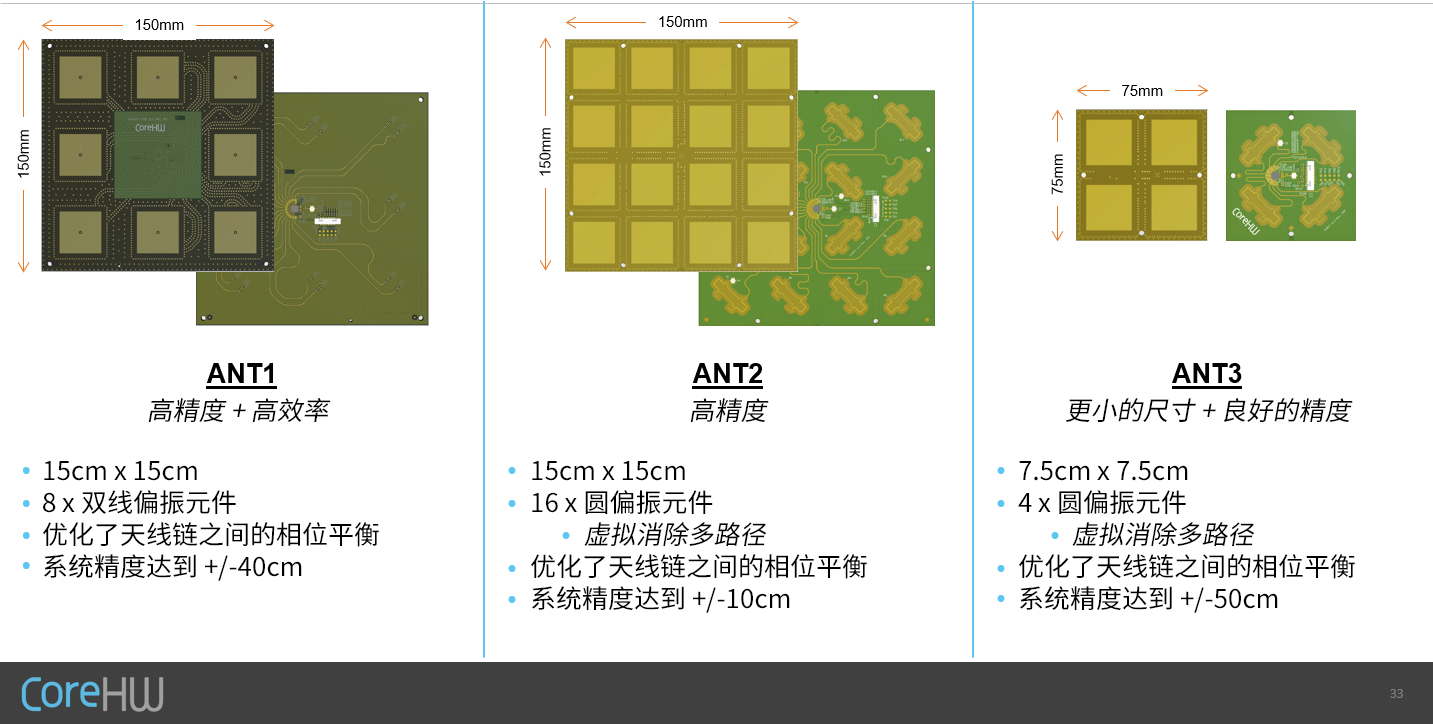 150mm
150mm
CoreHW
ANT1
高精度 + 高效率
15cm x 15cm
8 x 双线偏振元件
优化了天线链之间的相位平衡
系统精度达到 +/-40cm
150mm
150mm
ANT2
高精度
15cm x 15cm
16 x 圆偏振元件
虚拟消除多路径
优化了天线链之间的相位平衡
系统精度达到 +/-10cm
75mm
75mm
CoreHW
ANT3
更小的尺寸 + 良好的精度
7.5cm x 7.5cm
4 x 圆偏振元件
虚拟消除多路径
优化了天线链之间的相位平衡
系统精度达到 +/-50cm
CoreHW
33